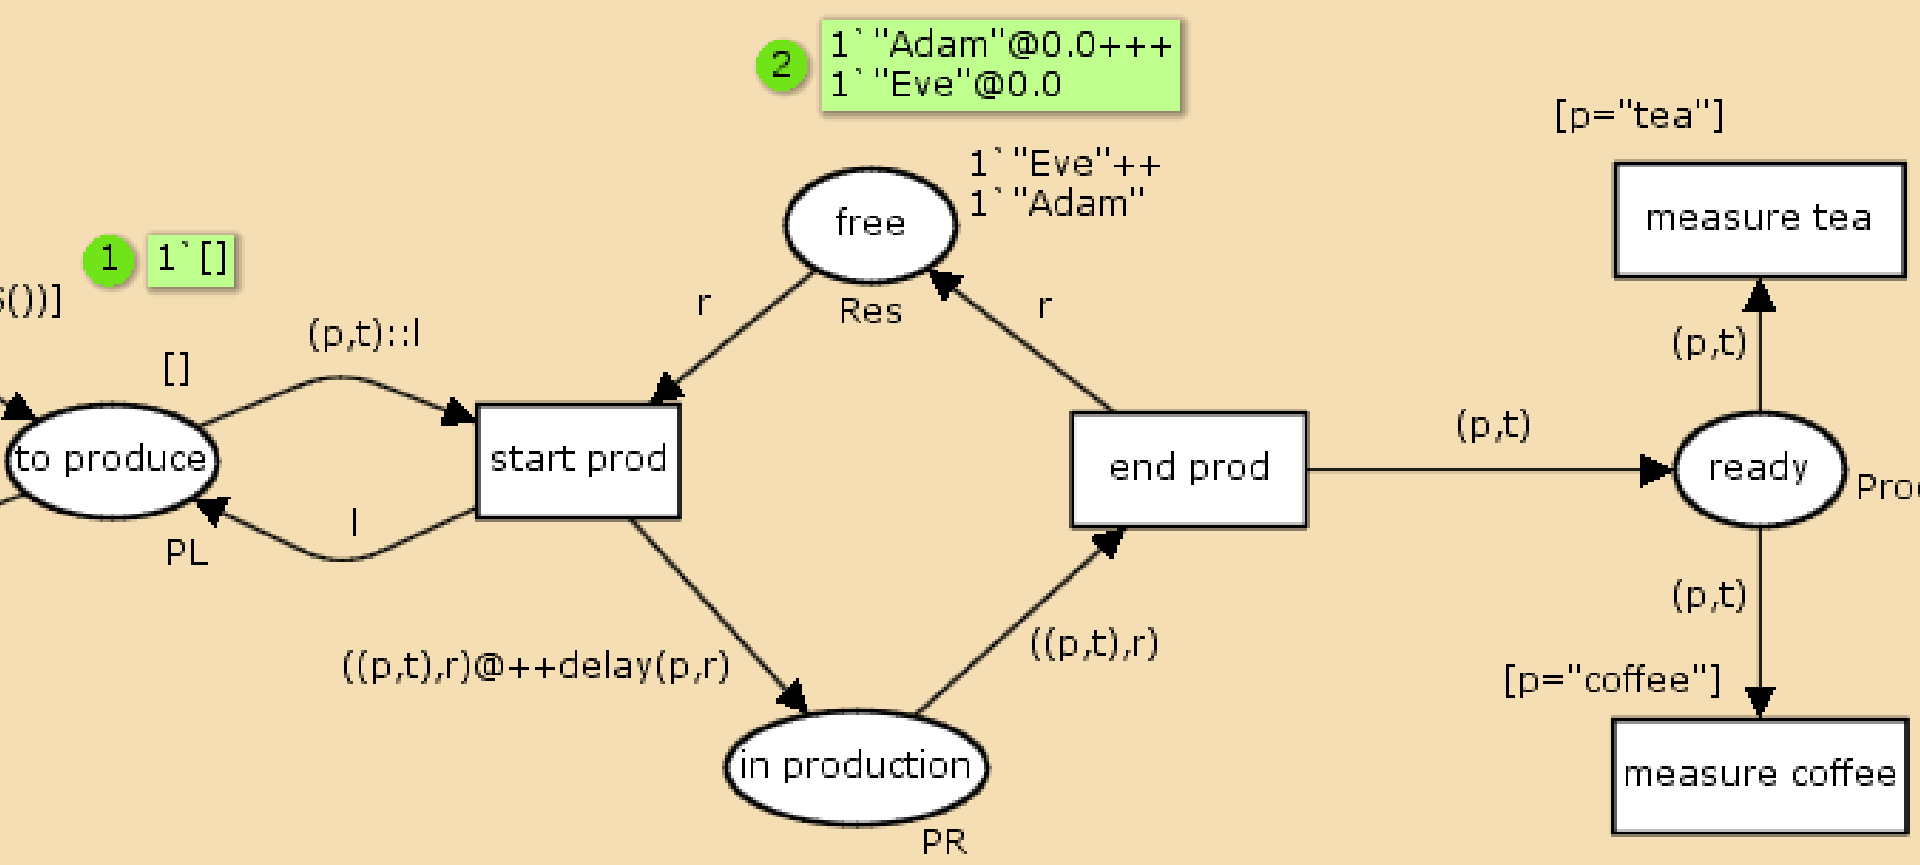 2
1`"Adam"@0.0+++
1`"Eve"@0.0
[p="tea"]
1`"Eve"++
1`"Adam"
free
Res
measure tea
1
1`[]
())]
(p,t)::l
[]
r
r
(p,t)
to produce
start prod
end prod
(p,t)
ready
l
PL
((p,t),r)@++delay(p,r)
((p,t),r)
(p,t)
[p="coffee"]
in production
measure coffee
PR